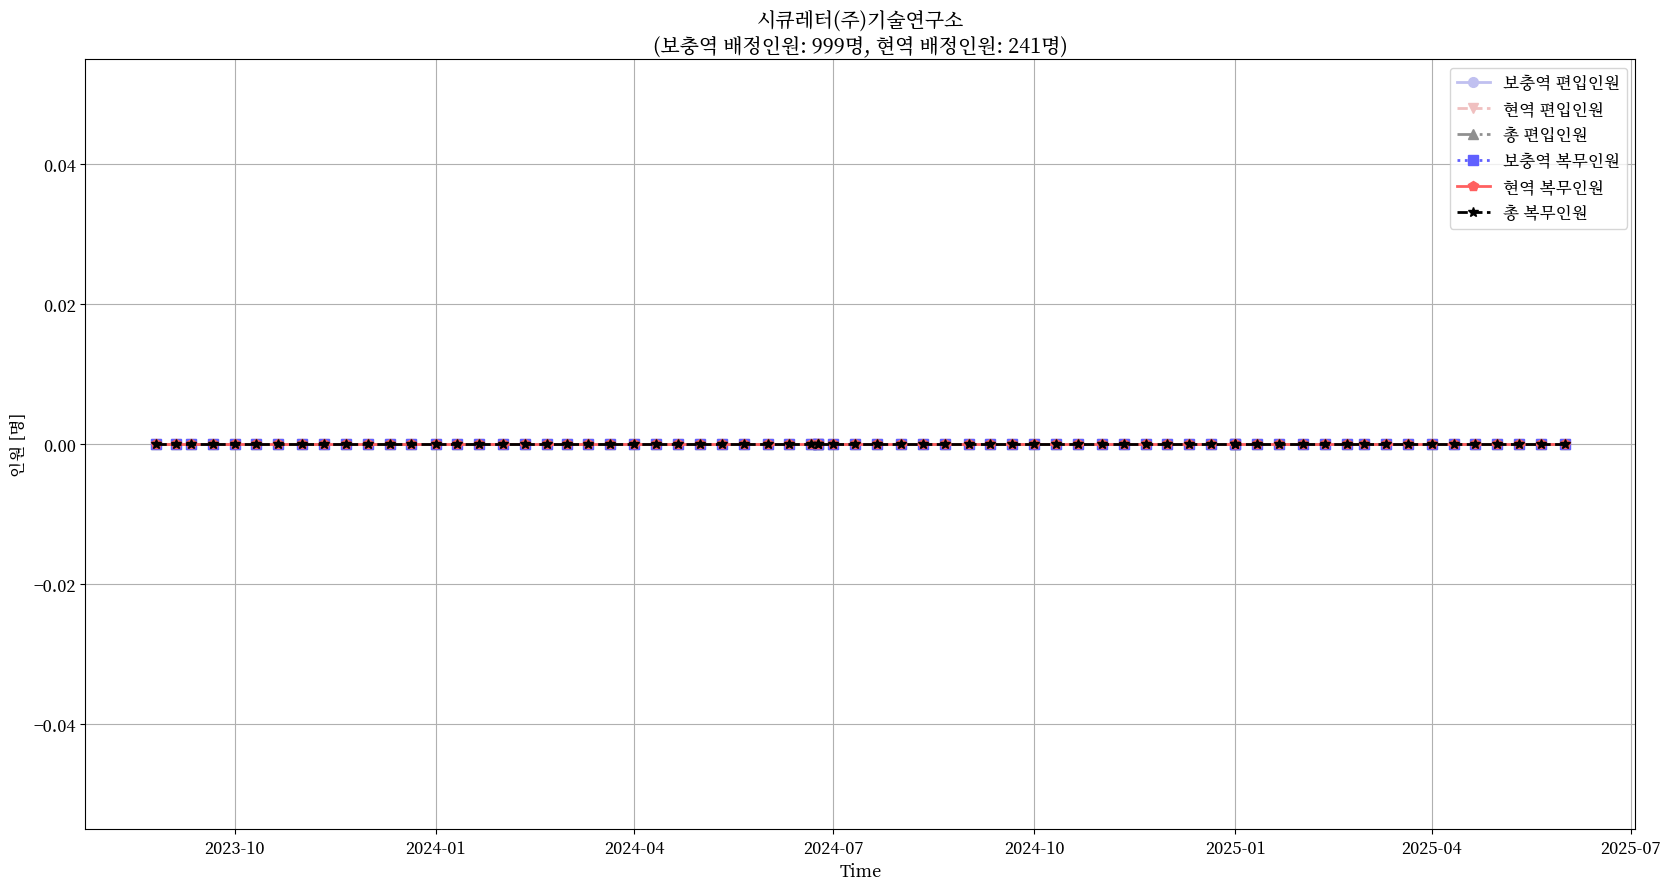 시큐레터(주)기술연구소
(보충역 배정인원: 999명, 현역 배정인원: 241명)
보충역 편입인원
현역 편입인원
총 편입인원
보충역 복무인원
현역 복무인원
총 복무인원
인원 [명]
0.04
0.02
0.00
−0.02
−0.04
2023-10
2024-01
2024-04
2024-07
2024-10
2025-01
2025-04
2025-07
Time